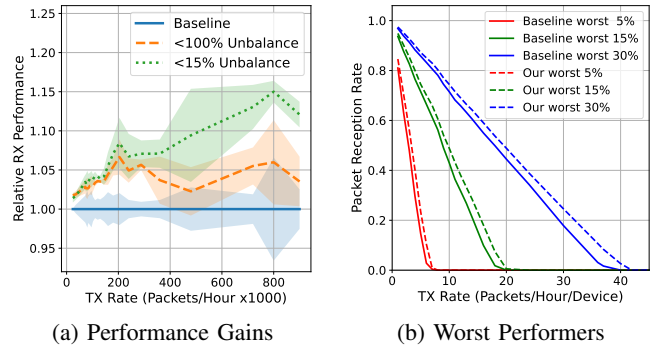 1.25
1.20
1.15
1.10
1.05
1.00
0.95
Relative RX Performance
Baseline
<100% Unbalance
<15% Unbalance
0 200 400 600 800
TX Rate (Packets/Hour x1000)
(a) Performance Gains
1.0
0.8
0.6
0.4
0.2
0.0
Packet Reception Rate
Baseline worst 5%
Baseline worst 15%
Baseline worst 30%
Our worst 5%
Our worst 15%
Our worst 30%
0 10 20 30 40
TX Rate (Packets/Hour/Device)
(b) Worst Performers